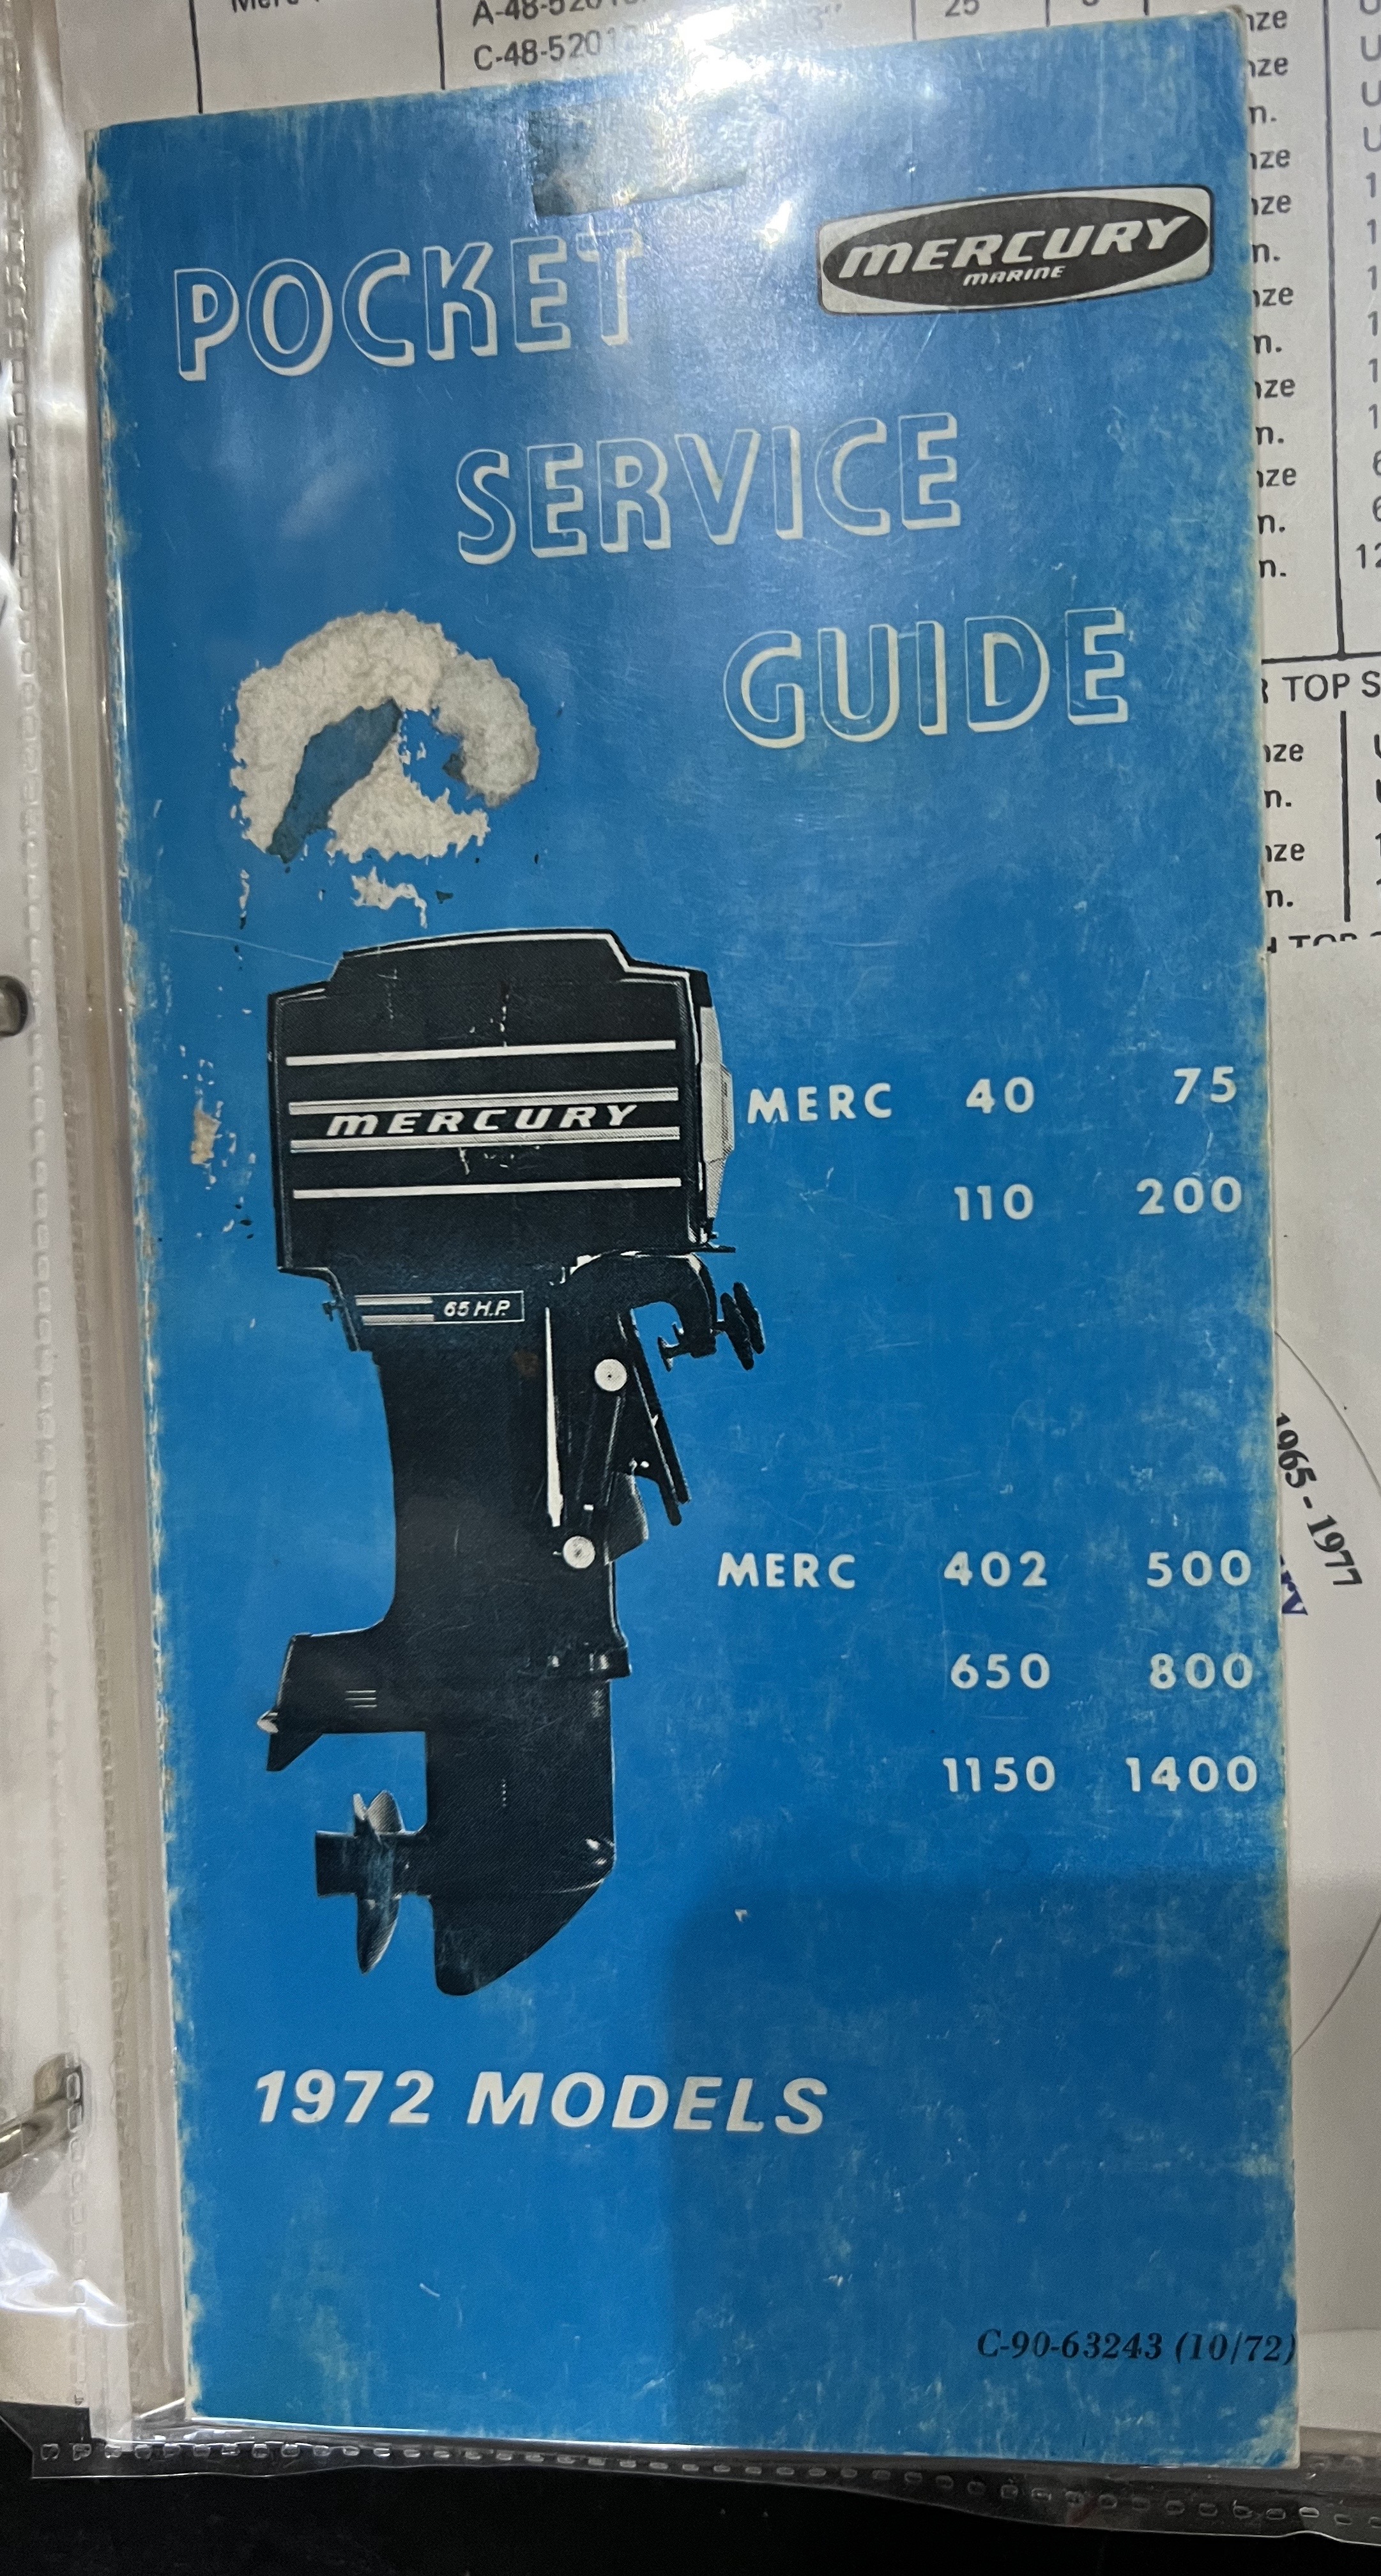 A-48-5201
25
C-48-5201
POCKET
MERCURY
MARINE
SERVICE
GUIDE
TOP
MERCURY
MERC 40 75
110 200
65 H.P.
1965 - 1977
MERC 402 500
650 800
1150 1400
1972 MODELS
C-90-63243 (10/72)